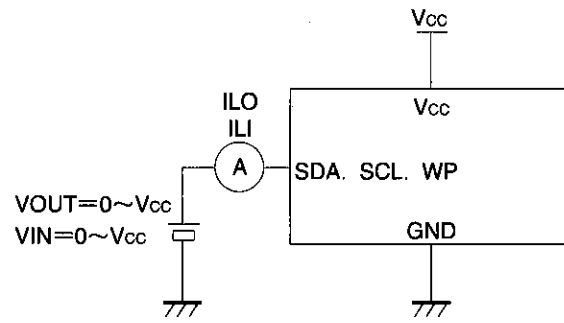 Vcc
Vcc
ILO
ILI
A
SDA. SCL. WP
VOUT=0~Vcc
VIN=0~Vcc
GND